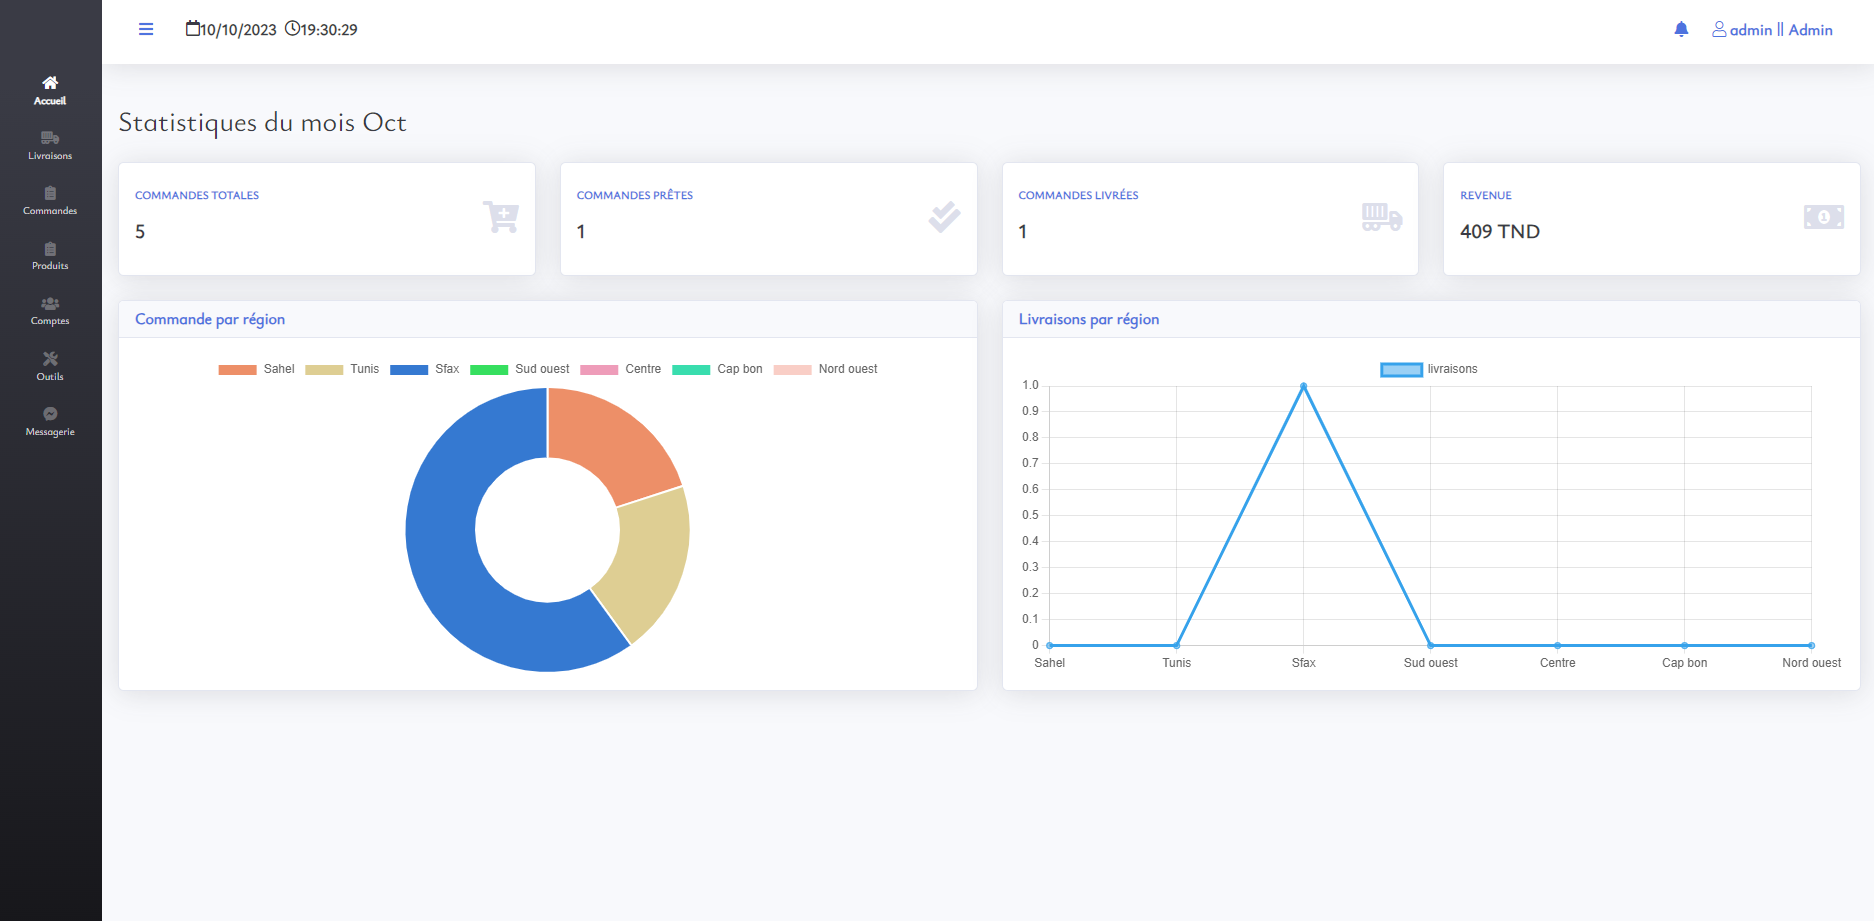 10/10/2023 19:30:29
admin || Admin
Accueil
Livraisons
Commandes
Produits
Comptes
Outils
Messagerie
Statistiques du mois Oct
COMMANDES TOTALES
5
COMMANDES PRÊTES
1
COMMANDES LIVRÉES
1
REVENUE
409 TND
1
Commande par région
Sahel Tunis Sfax Sud ouest Centre Cap bon Nord ouest
Livraisons par région
livraisons
1.0
0.9
0.8
0.7
0.6
0.5
0.4
0.3
0.2
0.1
0
Sahel Tunis Sfax Sud ouest Centre Cap bon Nord ouest